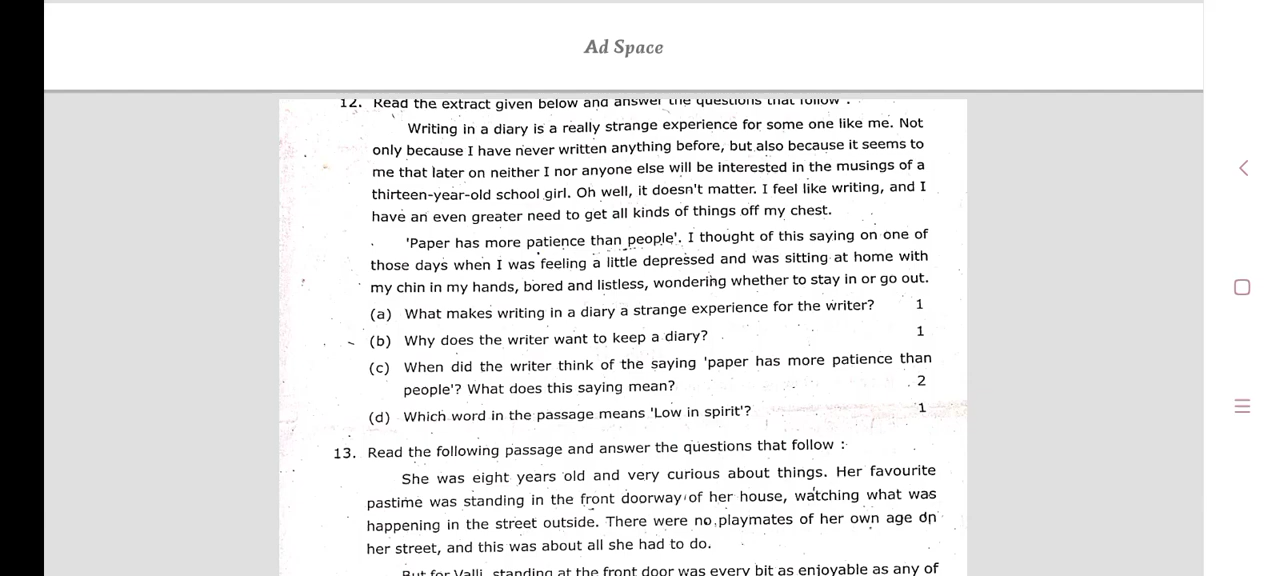 Ad Space
12. Read the extract given below and answer the questions that follow :
Writing in a diary is a really strange experience for some one like me. Not
only because I have never written anything before, but also because it seems to
me that later on neither I nor anyone else will be interested in the musings of a
thirteen-year-old school girl. Oh well, it doesn't matter. I feel like writing, and I
have an even greater need to get all kinds of things off my chest.
'Paper has more patience than people'. I thought of this saying on one of
those days when I was feeling a little depressed and was sitting at home with
my chin in my hands, bored and listless, wondering whether to stay in or go out.
(a) What makes writing in a diary a strange experience for the writer? 1
(b) Why does the writer want to keep a diary? 1
(c) When did the writer think of the saying 'paper has more patience than
people'? What does this saying mean? 2
(d) Which word in the passage means 'Low in spirit'? 1
13. Read the following passage and answer the questions that follow :
She was eight years old and very curious about things. Her favourite
pastime was standing in the front doorway of her house, watching what was
happening in the street outside. There were no playmates of her own age on
her street, and this was about all she had to do.
But for Valli, standing at the front door was every bit as enjoyable as any of